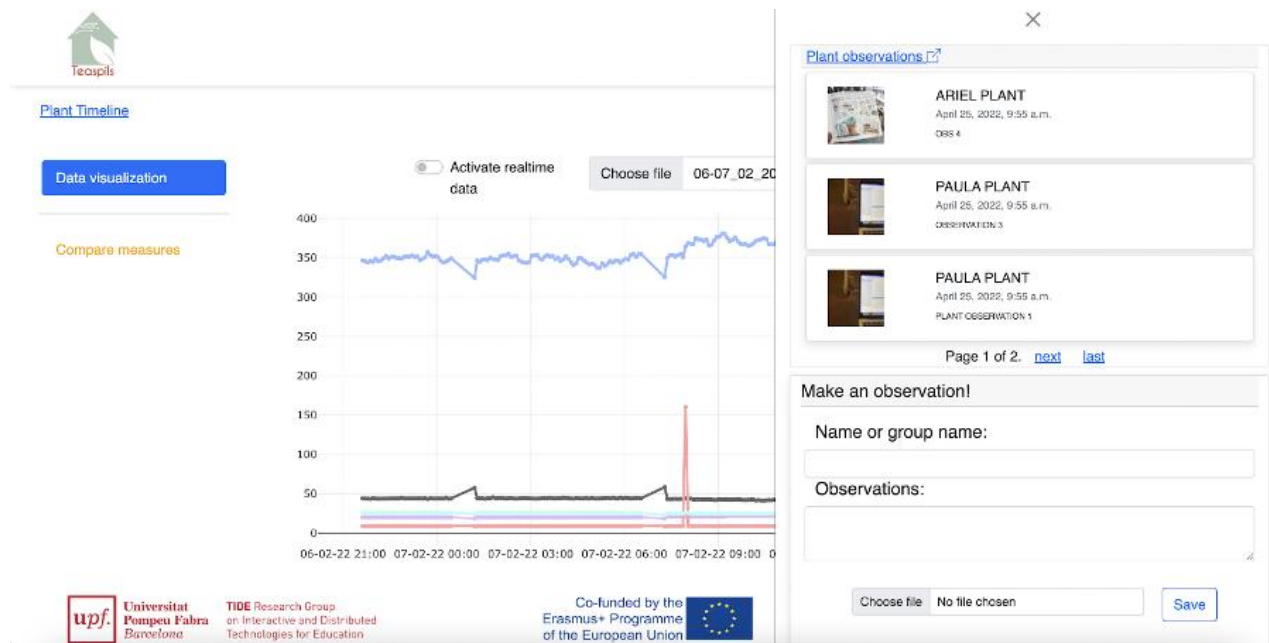 Teaspils
Plant Timeline
Data visualization
Compare measures
Activate realtime
data
Choose file 06-07_02_20
400
350
300
250
200
150
100
50
0
06-02-22 21:00 07-02-22 00:00 07-02-22 03:00 07-02-22 06:00 07-02-22 09:00 0
Plant observations
ARIEL PLANT
April 25, 2022, 9:55 a.m.
OBS 4
PAULA PLANT
April 25, 2022, 9:55 a.m.
OBSERVATION 3
PAULA PLANT
April 25, 2022, 9:55 a.m.
PLANT OBSERVATION 1
Page 1 of 2. next last
Make an observation!
Name or group name:
Observations:
Choose file No file chosen
Save
upf. Universitat
Pompeu Fabra
Barcelona
TIDE Research Group
on Interactive and Distributed
Technologies for Education
Co-funded by the
Erasmus+ Programme
of the European Union